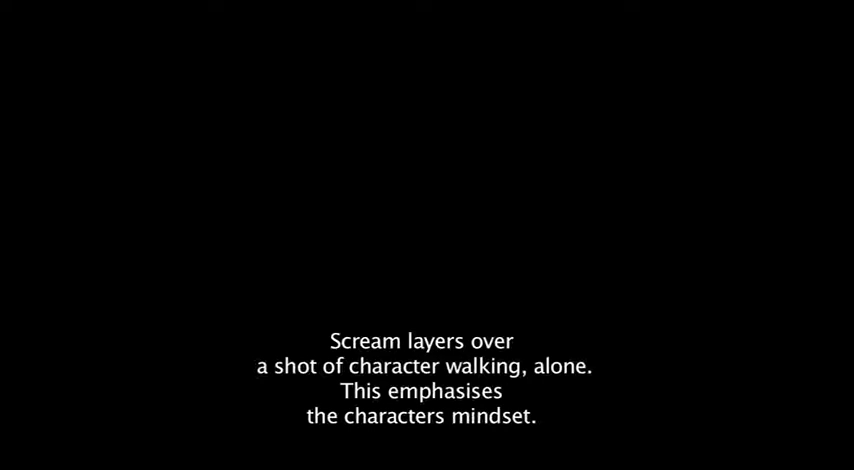 Scream layers over
a shot of character walking, alone.
This emphasises
the characters mindset.